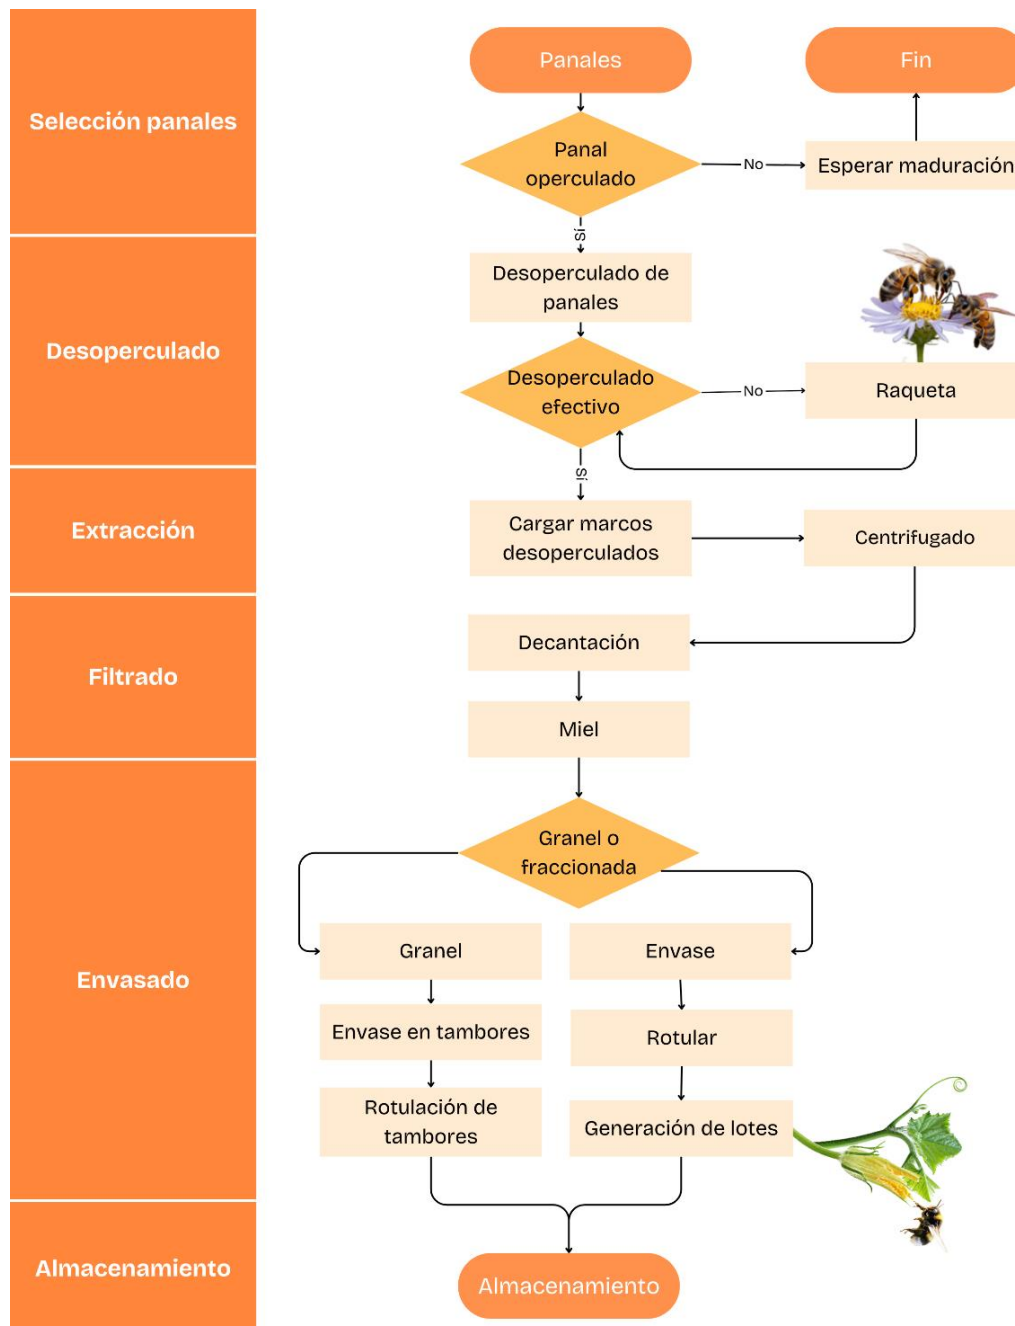 Selección panales
Panales
Fin
Panal
operculado
No
Esperar maduración
sí
Desoperculado
Desoperculado de
panales
Desoperculado
efectivo
No
Raqueta
sí
Extracción
Cargar marcos
desoperculados
Centrifugado
Filtrado
Decantación
Miel
Envasado
Granel o
fraccionada
Granel
Envase
Envase en tambores
Rotular
Rotulación de
tambores
Generación de lotes
Almacenamiento
Almacenamiento